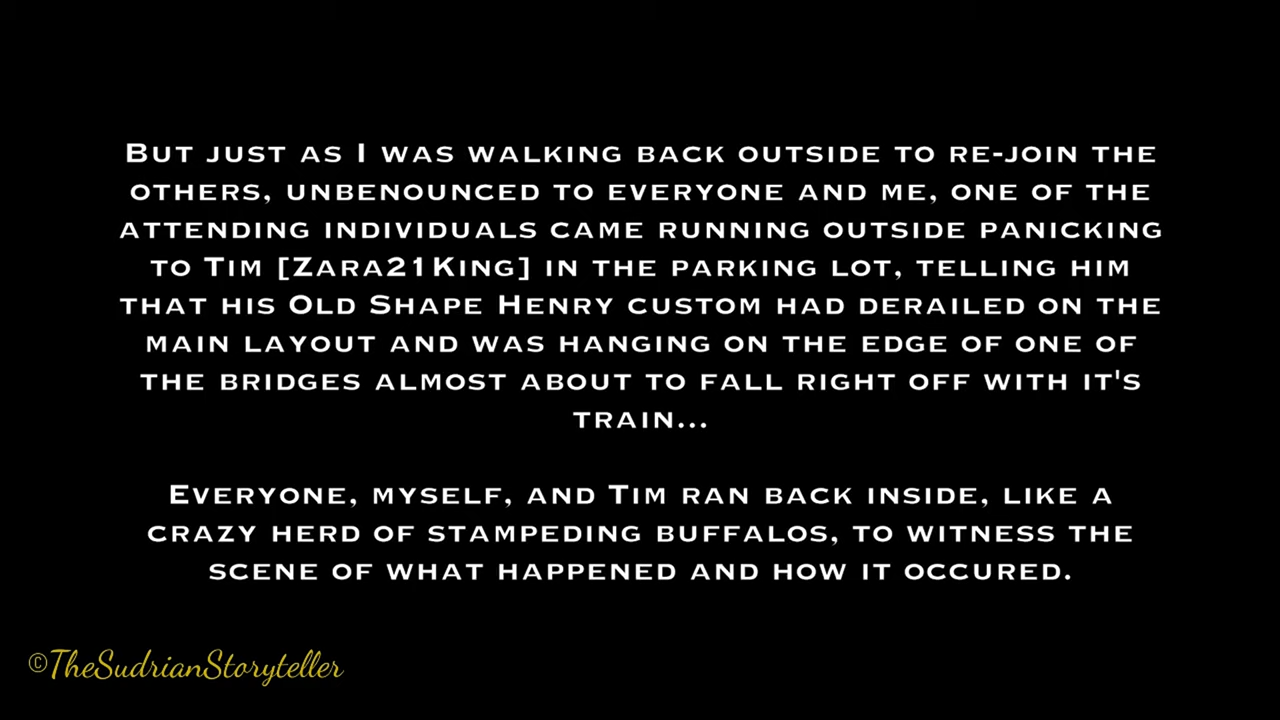 But just as I was walking back outside to re-join the
others, unbenounced to everyone and me, one of the
attending individuals came running outside panicking
to Tim [Zara21King] in the parking lot, telling him
that his Old Shape Henry custom had derailed on the
main layout and was hanging on the edge of one of
the bridges almost about to fall right off with it's
train...
Everyone, myself, and Tim ran back inside, like a
crazy herd of stampeding buffalos, to witness the
scene of what happened and how it occured.
©TheSudrianStoryteller